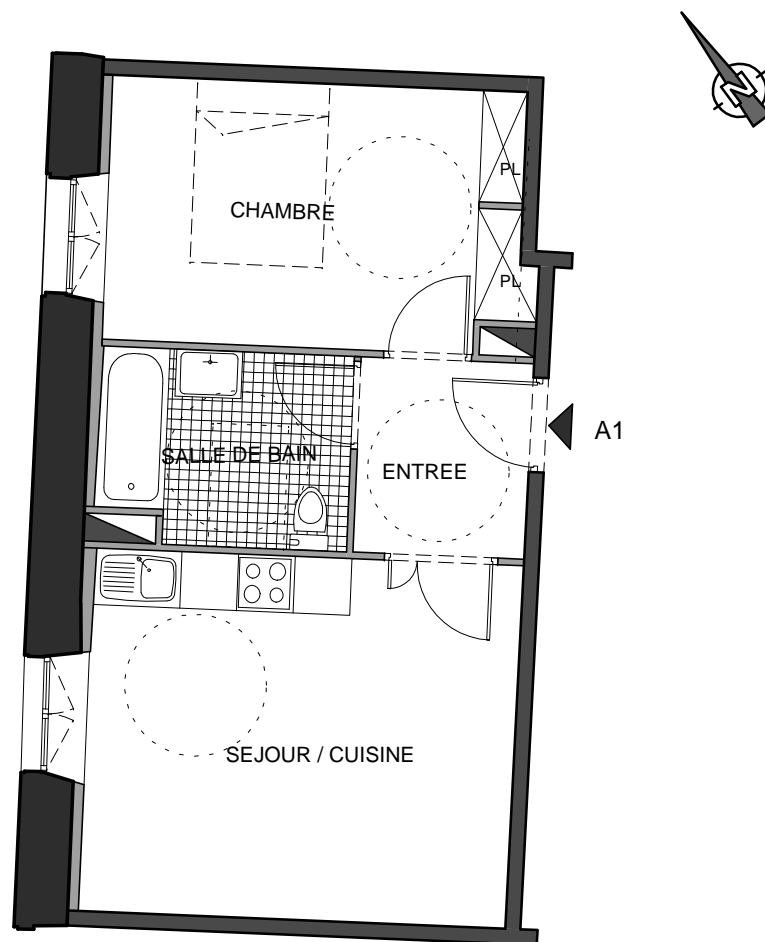 N
PL
CHAMBRE
PL
A1
SALLE DE BAIN
ENTREE
SEJOUR / CUISINE